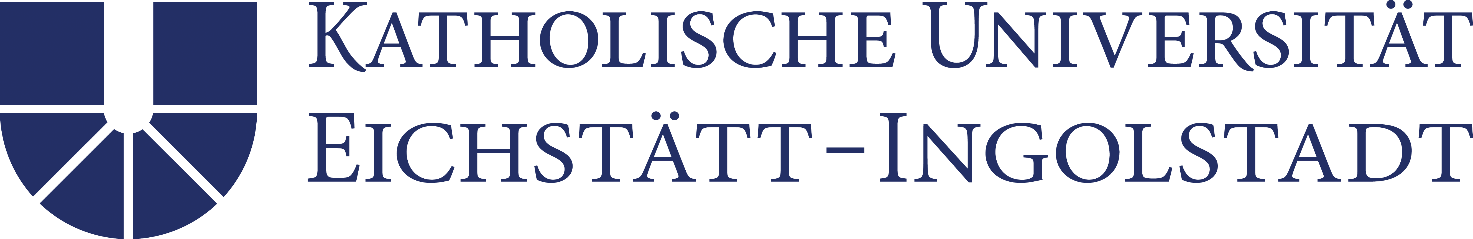 KATHOLISCHE UNIVERSITÄT
EICHSTÄTT–INGOLSTADT